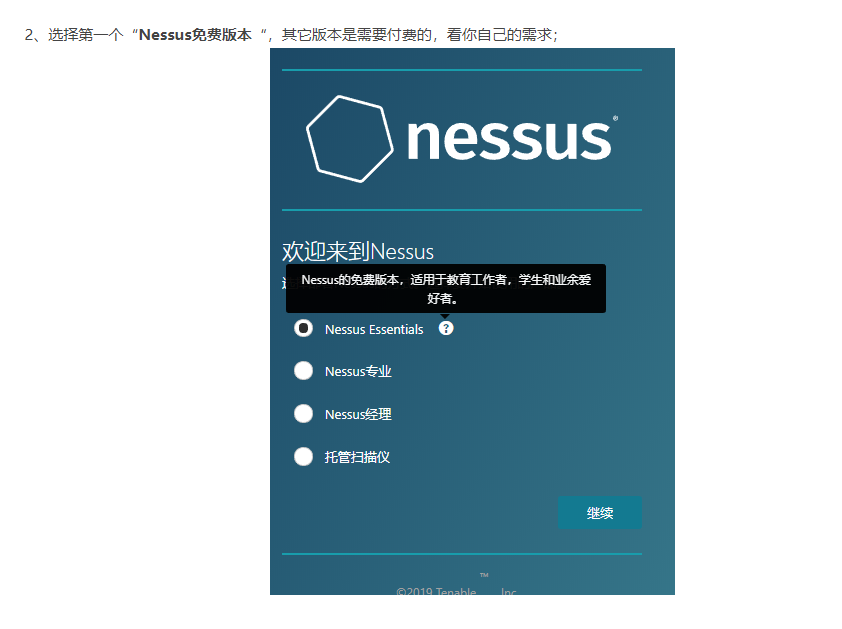 2、选择第一个“Nessus免费版本 “，其它版本是需要付费的，看你自己的需求；
nessus®
欢迎来到Nessus
Nessus的免费版本，适用于教育工作者，学生和业余爱
好者。
Nessus Essentials ?
Nessus专业
Nessus经理
托管扫描仪
继续
™
©2019 Tenable Inc